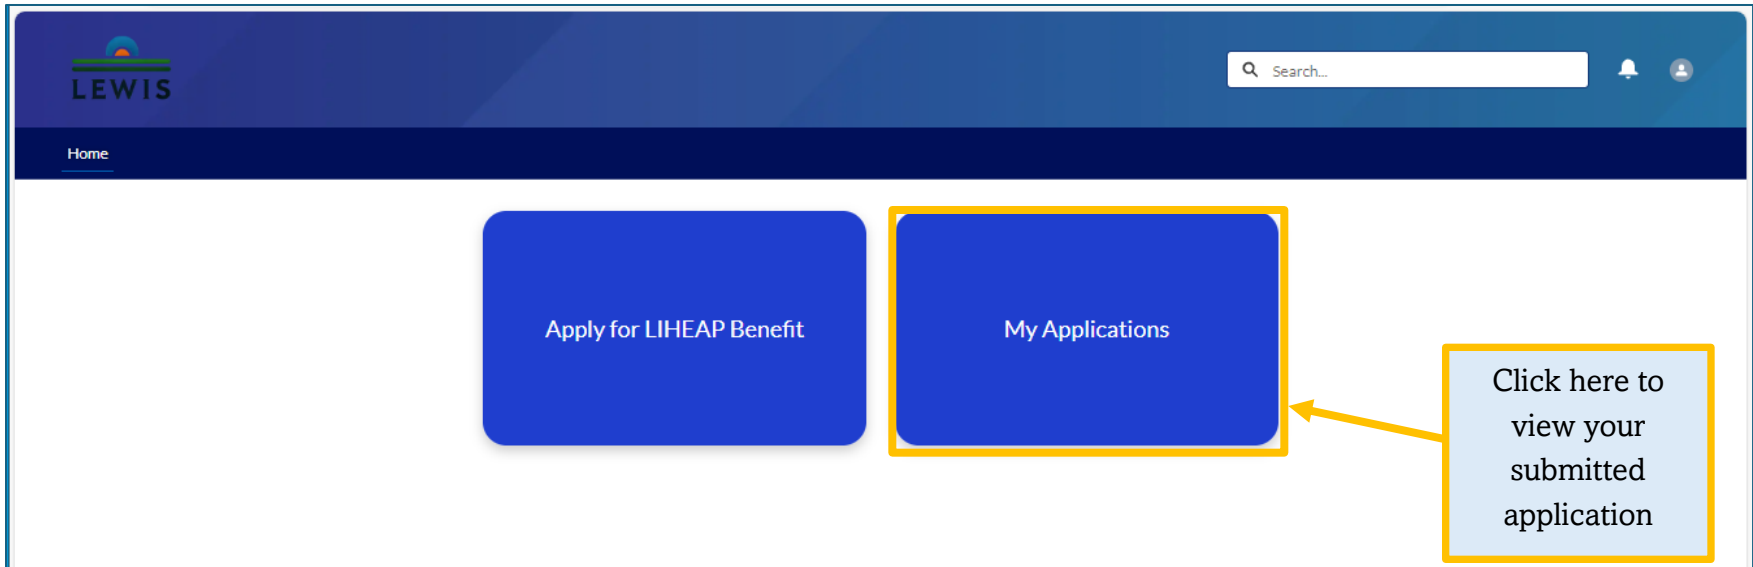 LEWIS
Search...
Home
Apply for LIHEAP Benefit
My Applications
Click here to
view your
submitted
application